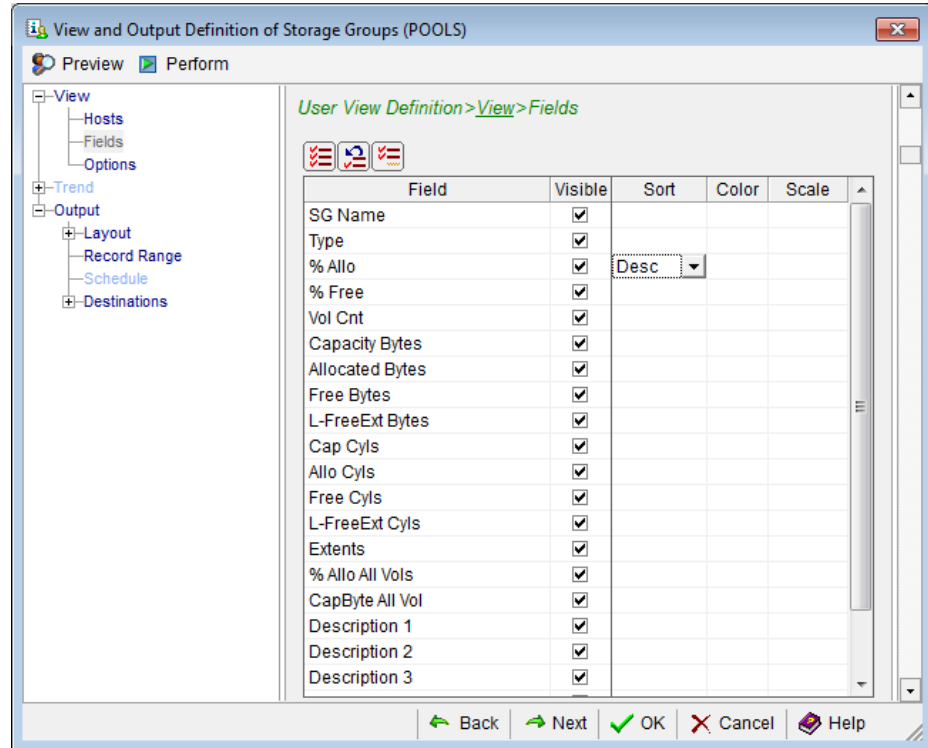 View and Output Definition of Storage Groups (POOLS)
Preview Perform
View
Hosts
Fields
Options
Trend
Output
Layout
Record Range
Schedule
Destinations
User View Definition>View>Fields
Field Visible Sort Color Scale
SG Name
Type
% Allo Desc
% Free
Vol Cnt
Capacity Bytes
Allocated Bytes
Free Bytes
L-FreeExt Bytes
Cap Cyls
Allo Cyls
Free Cyls
L-FreeExt Cyls
Extents
% Allo All Vols
CapByte All Vol
Description 1
Description 2
Description 3
Back Next OK Cancel Help